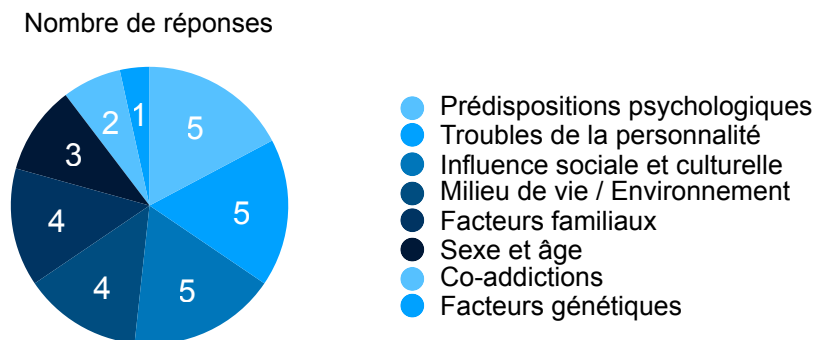 Nombre de réponses
5
5
5
4
4
3
2
1
Prédispositions psychologiques
Troubles de la personnalité
Influence sociale et culturelle
Milieu de vie / Environnement
Facteurs familiaux
Sexe et âge
Co-addictions
Facteurs génétiques